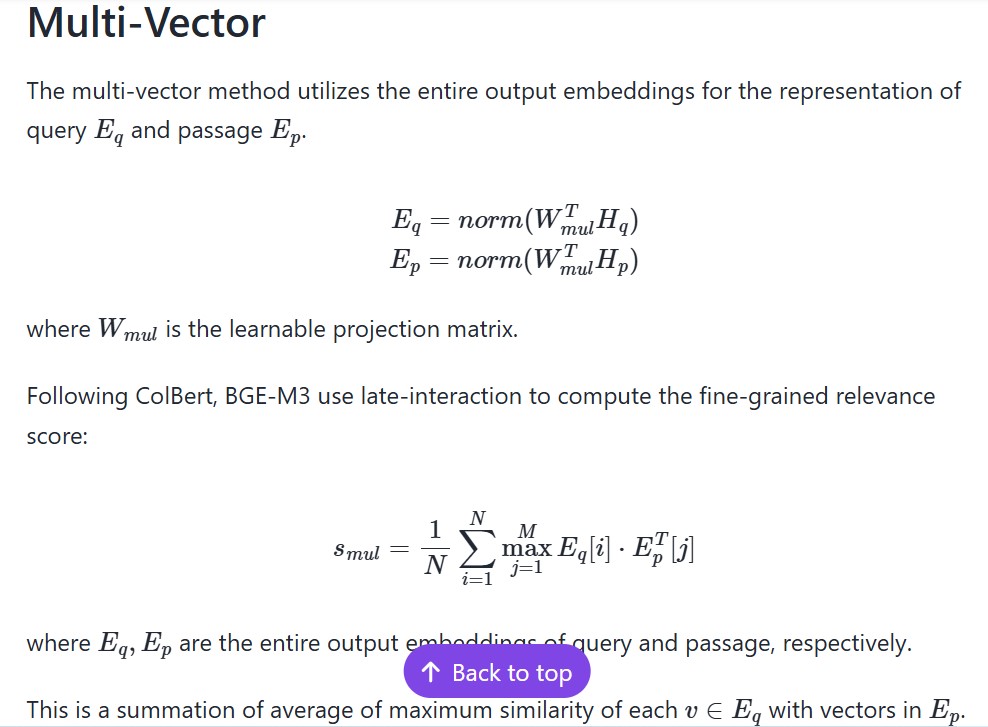 Multi-Vector
The multi-vector method utilizes the entire output embeddings for the representation of
query E_q and passage E_p.
E_q = norm(W_{mul}^T H_q)
E_p = norm(W_{mul}^T H_p)
where W_{mul} is the learnable projection matrix.
Following ColBert, BGE-M3 use late-interaction to compute the fine-grained relevance
score:
s_{mul} = \frac{1}{N} \sum_{i=1}^{N} \max_{j=1}^{M} E_q[i] · E_p^T[j]
where E_q, E_p are the entire output embeddings of query and passage, respectively.
Back to top
This is a summation of average of maximum similarity of each v ∈ E_q with vectors in E_p.